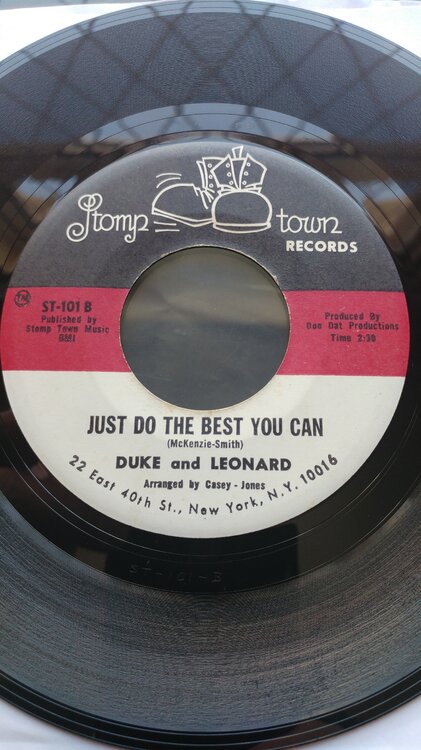 Stomp town
RECORDS
TM
ST-101 B
Published by
Stomp Town Music
BMI
Produced By
Doo Dat Productions
Time 2:30
JUST DO THE BEST YOU CAN
(McKenzie-Smith)
DUKE and LEONARD
Arranged by Casey - Jones
22 East 40th St., New York, N.Y. 10016
ST-101-B